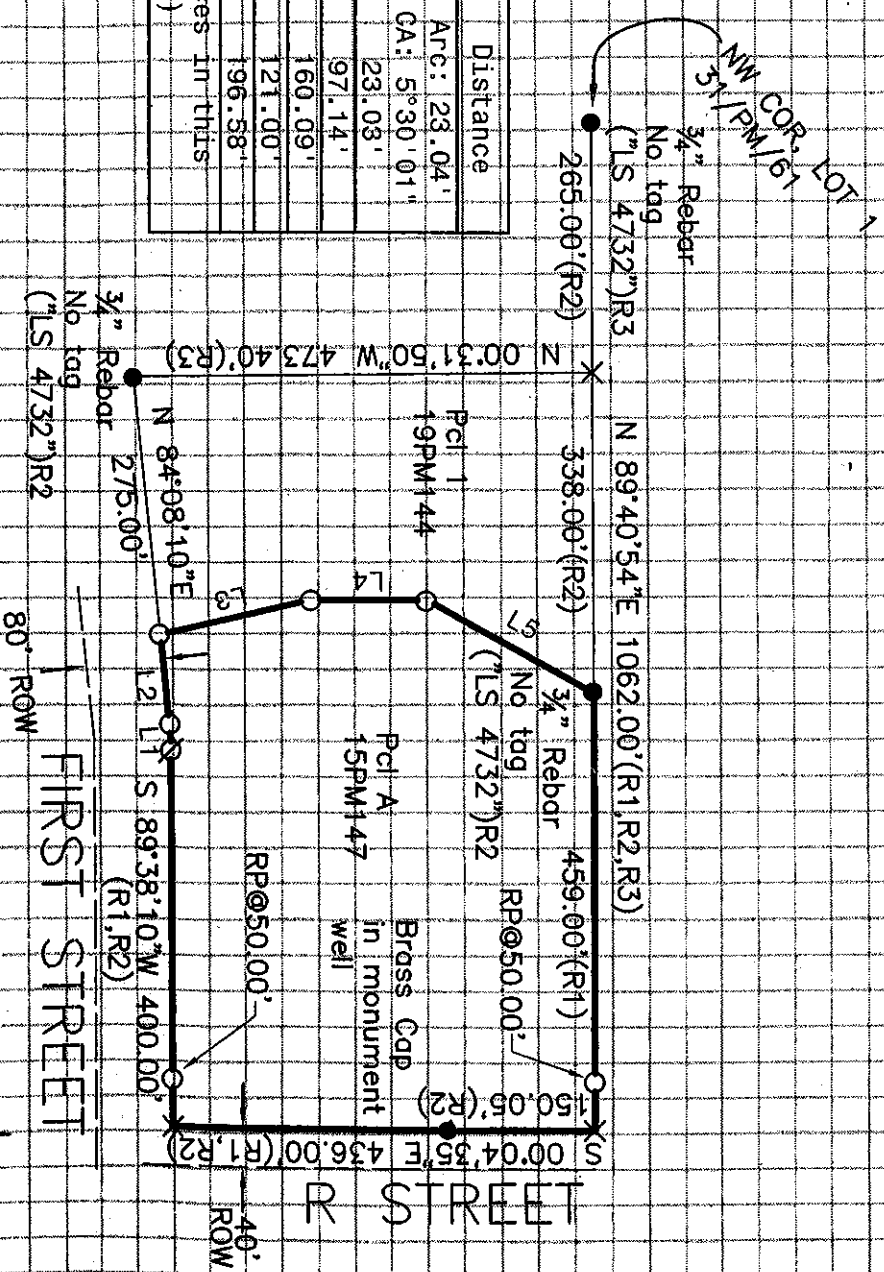 NW COR, LOT 1
31/PM/61
3/4" Rebar
No tag
("LS 4732")R3
265.00'(R2)
N 89°40'54"E 1062.00'(R1,R2,R3)
338.00'(R2)
459.00'(R1)
N 00°31'50"W 473.40'(R3)
Pcl 1
19PM144
L5
L4
L3
3/4" Rebar
No tag
("LS 4732")R2
RP@50.00'
150.05'(R2)
S 00°04'35"E 436.00'(R1,R2)
R STREET
Pcl A
15PM147
Brass Cap
in monument
well
RP@50.00'
40'
ROW
N 84°08'10"E
275.00'
L2
L1
S 89°38'10"W 400.00'
(R1,R2)
3/4" Rebar
No tag
("LS 4732")R2
80' ROW
FIRST STREET
Distance
Arc: 23.04'
CA: 5°30'01"
23.03'
97.14'
160.09'
121.00'
196.58'
es in this
)